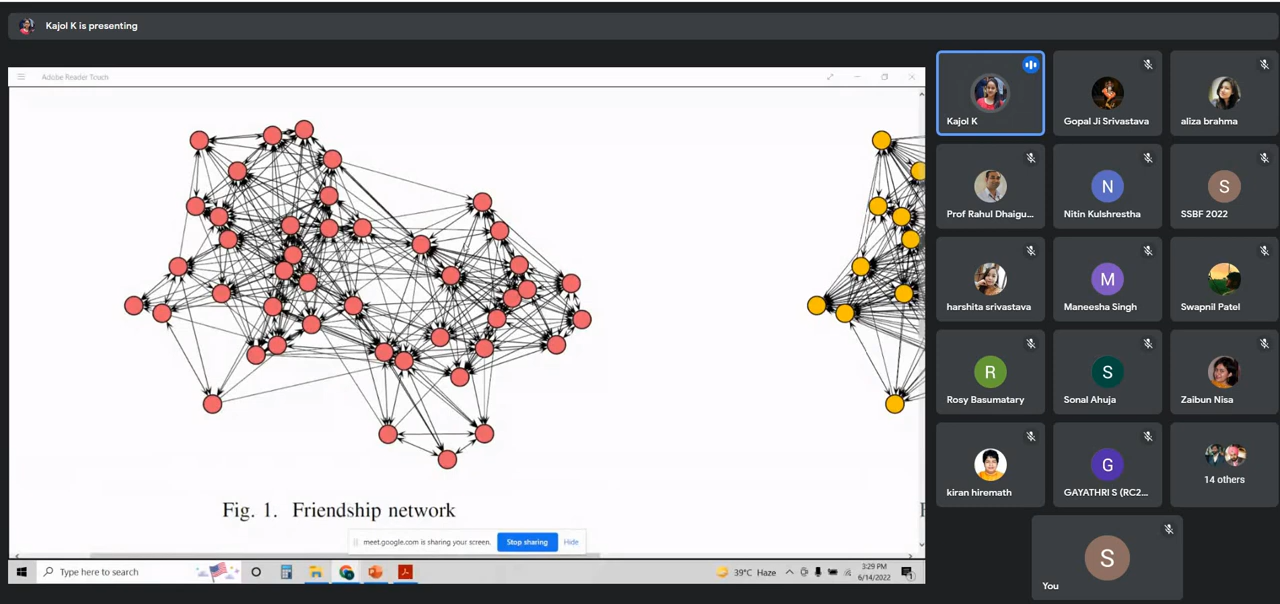 Kajol K is presenting
Adobe Reader Touch
Fig. 1. Friendship network
meet.google.com is sharing your screen.
Stop sharing
Hide
Type here to search
39°C Haze
3:29 PM
6/14/2022
Kajol K
Gopal Ji Srivastava
aliza brahma
Prof Rahul Dhaigu...
N
Nitin Kulshrestha
S
SSBF 2022
harshita srivastava
M
Maneesha Singh
Swapnil Patel
R
Rosy Basumatary
S
Sonal Ahuja
Zaibun Nisa
kiran hiremath
G
GAYATHRI S (RC2...
14 others
S
You